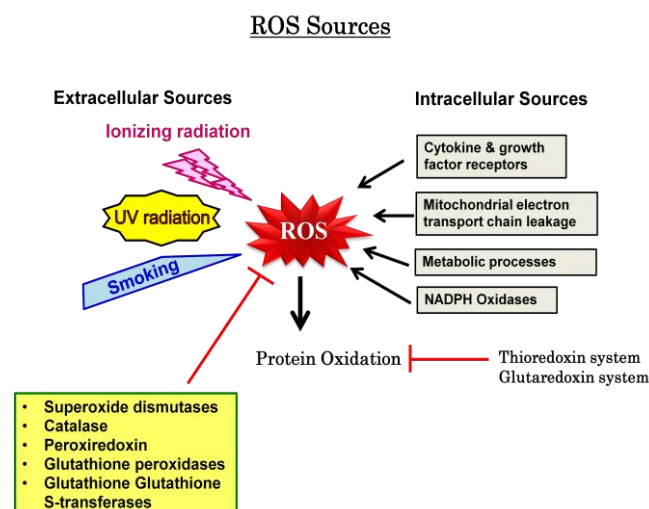 ROS Sources
Extracellular Sources
Intracellular Sources
Ionizing radiation
UV radiation
Smoking
ROS
Cytokine & growth
factor receptors
Mitochondrial electron
transport chain leakage
Metabolic processes
NADPH Oxidases
Protein Oxidation
Thioredoxin system
Glutaredoxin system
• Superoxide dismutases
• Catalase
• Peroxiredoxin
• Glutathione peroxidases
• Glutathione Glutathione
S-transferases